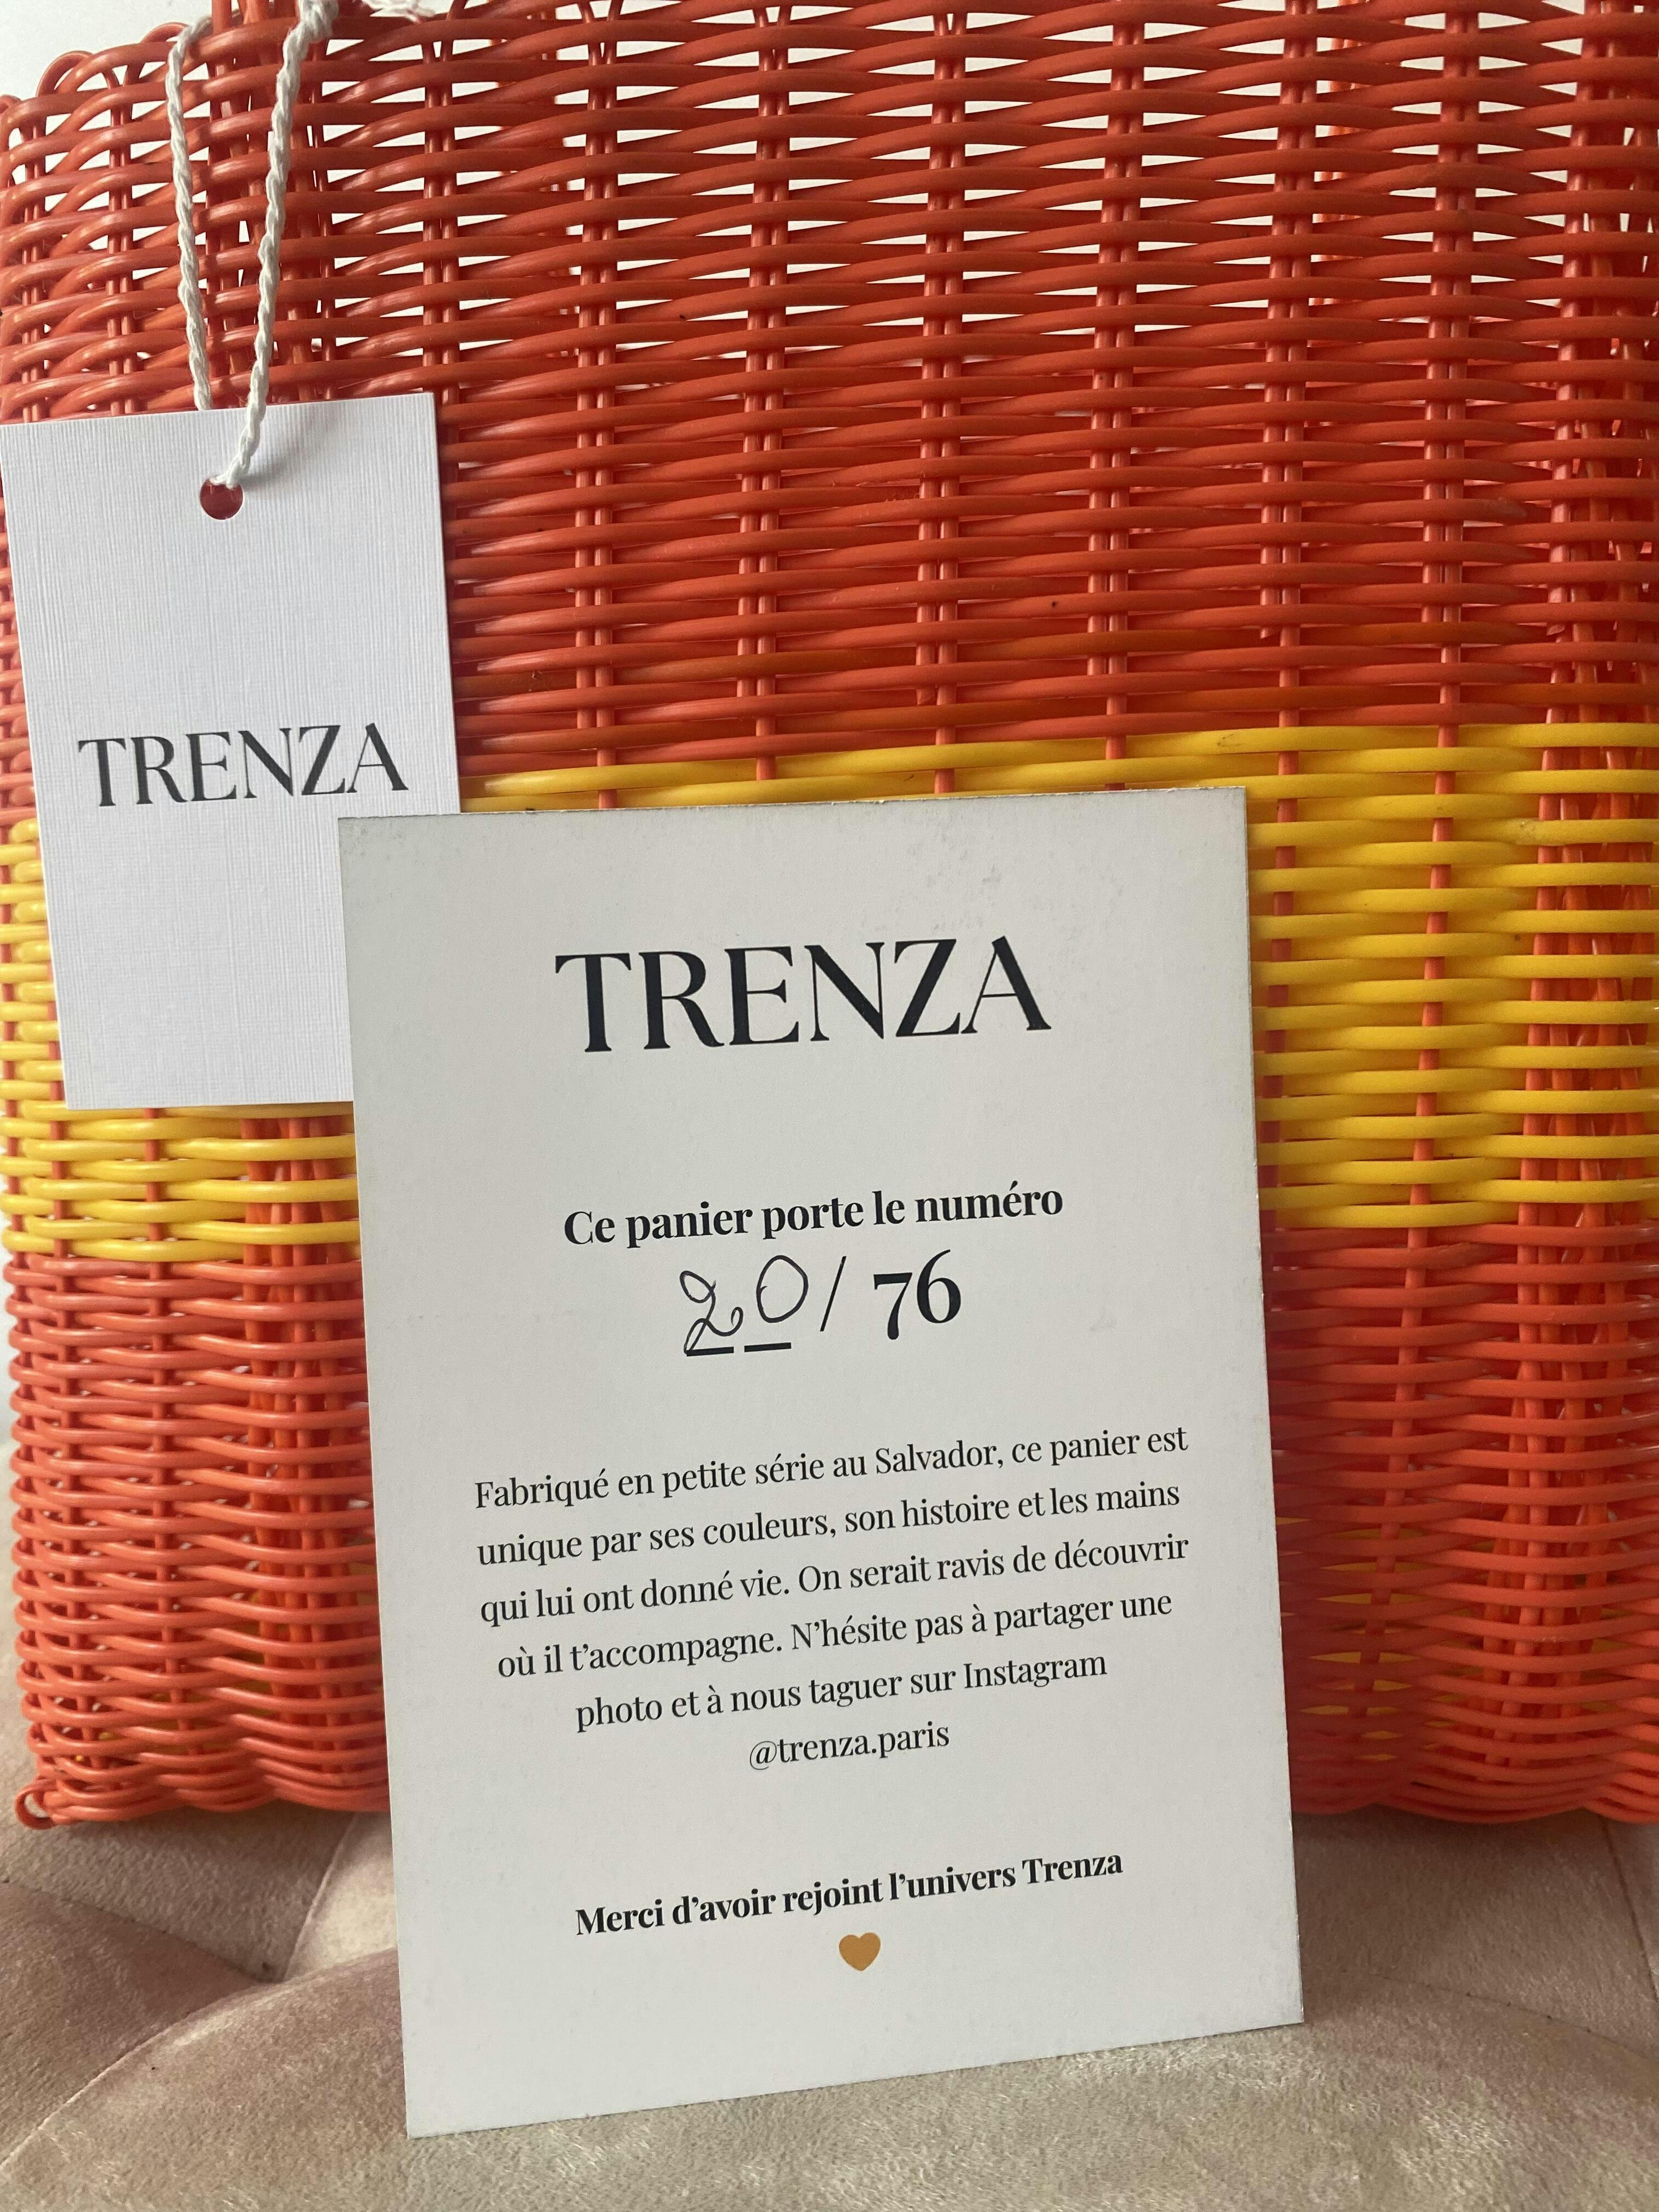 TRENZA
TRENZA
Ce panier porte le numéro
20/76
Fabriqué en petite série au Salvador, ce panier est
unique par ses couleurs, son histoire et les mains
qui lui ont donné vie. On serait ravis de découvrir
où il t’accompagne. N’hésite pas à partager une
photo et à nous taguer sur Instagram
@trenza.paris
Merci d’avoir rejoint l’univers Trenza